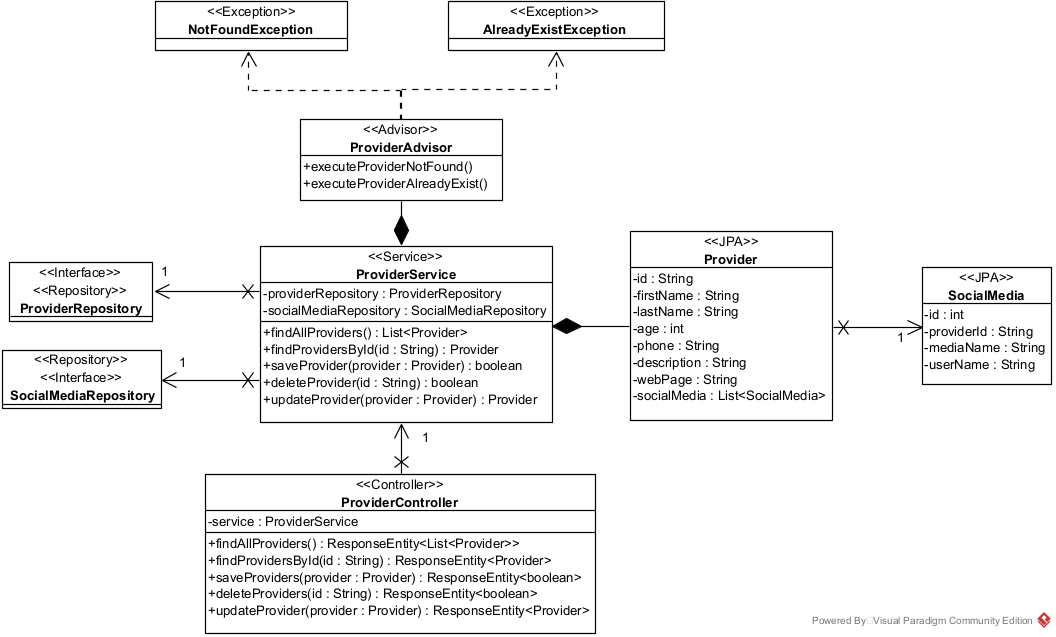 <<Exception>>
NotFoundException
<<Exception>>
AlreadyExistException
<<Advisor>>
ProviderAdvisor
+executeProviderNotFound()
+executeProviderAlreadyExist()
<<Interface>>
<<Repository>>
ProviderRepository
1
<<Repository>>
<<Interface>>
SocialMediaRepository
1
<<Service>>
ProviderService
-providerRepository : ProviderRepository
-socialMediaRepository : SocialMediaRepository
+findAllProviders() : List<Provider>
+findProvidersById(id : String) : Provider
+saveProvider(provider : Provider) : boolean
+deleteProvider(id : String) : boolean
+updateProvider(provider : Provider) : Provider
<<JPA>>
Provider
-id : String
-firstName : String
-lastName : String
-age : int
-phone : String
-description : String
-webPage : String
-socialMedia : List<SocialMedia>
1
<<JPA>>
SocialMedia
-id : int
-providerId : String
-mediaName : String
-userName : String
1
<<Controller>>
ProviderController
-service : ProviderService
+findAllProviders() : ResponseEntity<List<Provider>>
+findProvidersById(id : String) : ResponseEntity<Provider>
+saveProviders(provider : Provider) : ResponseEntity<boolean>
+deleteProviders(id : String) : ResponseEntity<boolean>
+updateProvider(provider : Provider) : ResponseEntity<Provider>
Powered By Visual Paradigm Community Edition